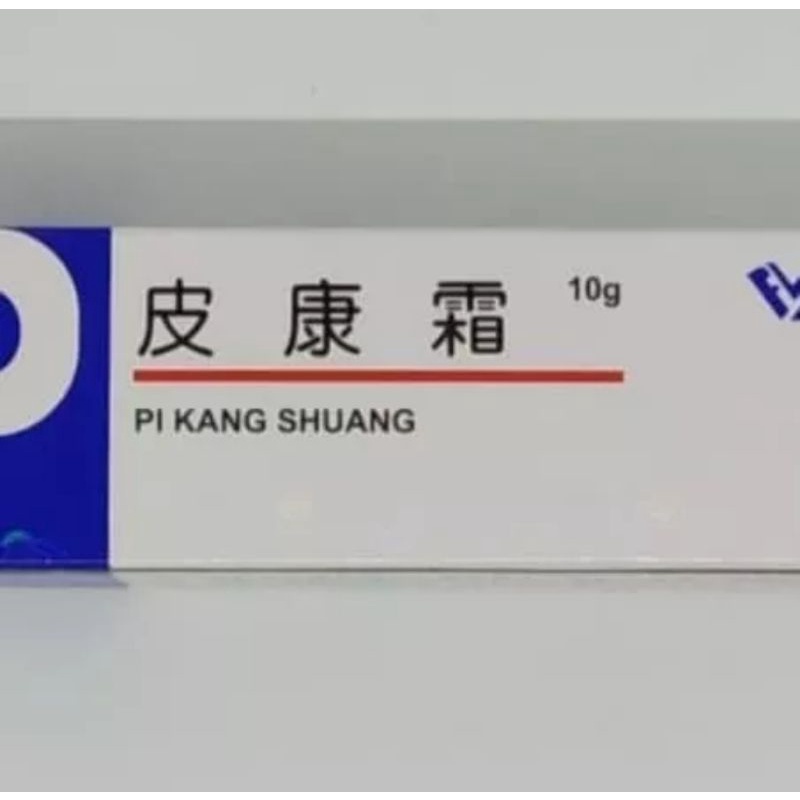 皮康霜 10g
PI KANG SHUANG